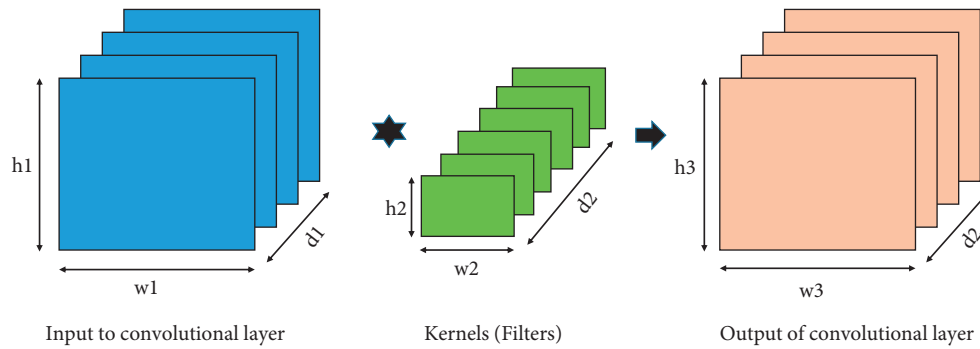 h1
d1
w1
Input to convolutional layer
h2
d2
w2
Kernels (Filters)
h3
d2
w3
Output of convolutional layer